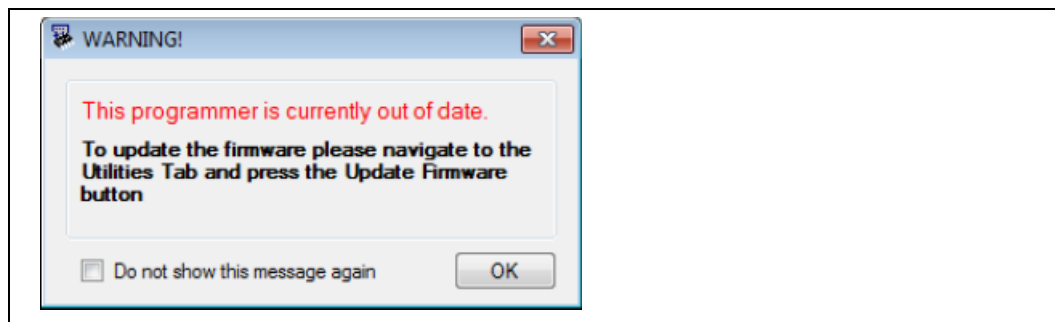 WARNING!
This programmer is currently out of date.
To update the firmware please navigate to the
Utilities Tab and press the Update Firmware
button
Do not show this message again
OK